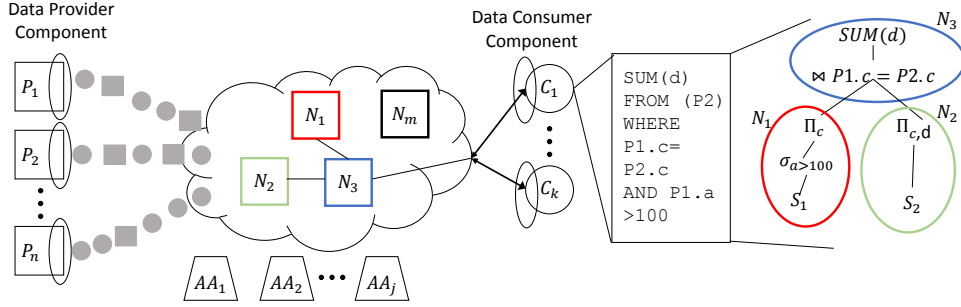 Data Provider
Component
P1
P2
Pn
N1
Nm
N2
N3
AA1
AA2
AAj
Data Consumer
Component
C1
Ck
SUM(d)
FROM (P2)
WHERE
P1.c=
P2.c
AND P1.a
>100
N3
SUM(d)
⋈ P1.c = P2.c
N1
Πc
σa>100
S1
N2
Πc,d
S2